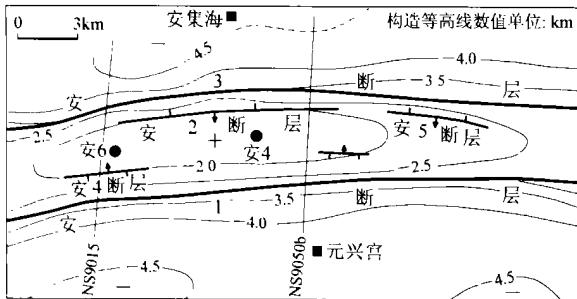 0 3km
安集海
构造等高线数值单位: km
4.5
4.0
3.5
安 3 断 层
2.5
安 2 断 层
安 5 断 层
安6
安4
2.0
2.5
安4断层
安 1 断 层
3.5
4.0
元兴宫
4.5
4.5
NS9015
NS9050b